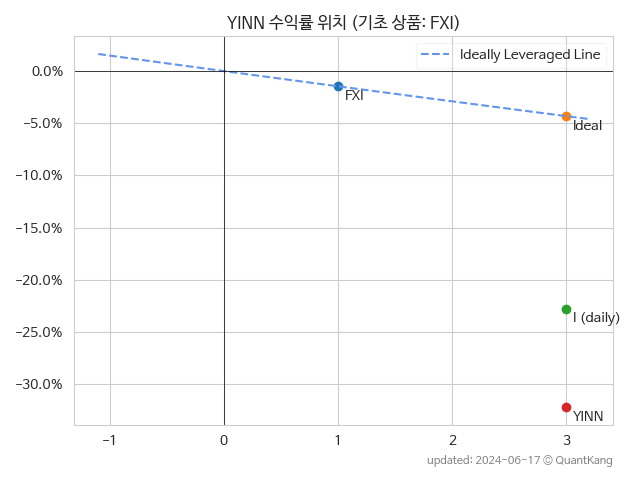 YINN 수익률 위치 (기초 상품: FXI)
Ideally Leveraged Line
0.0%
FXI
−5.0%
Ideal
−10.0%
−15.0%
−20.0%
I (daily)
−25.0%
−30.0%
YINN
−1 0 1 2 3
updated: 2024-06-17 © QuantKang